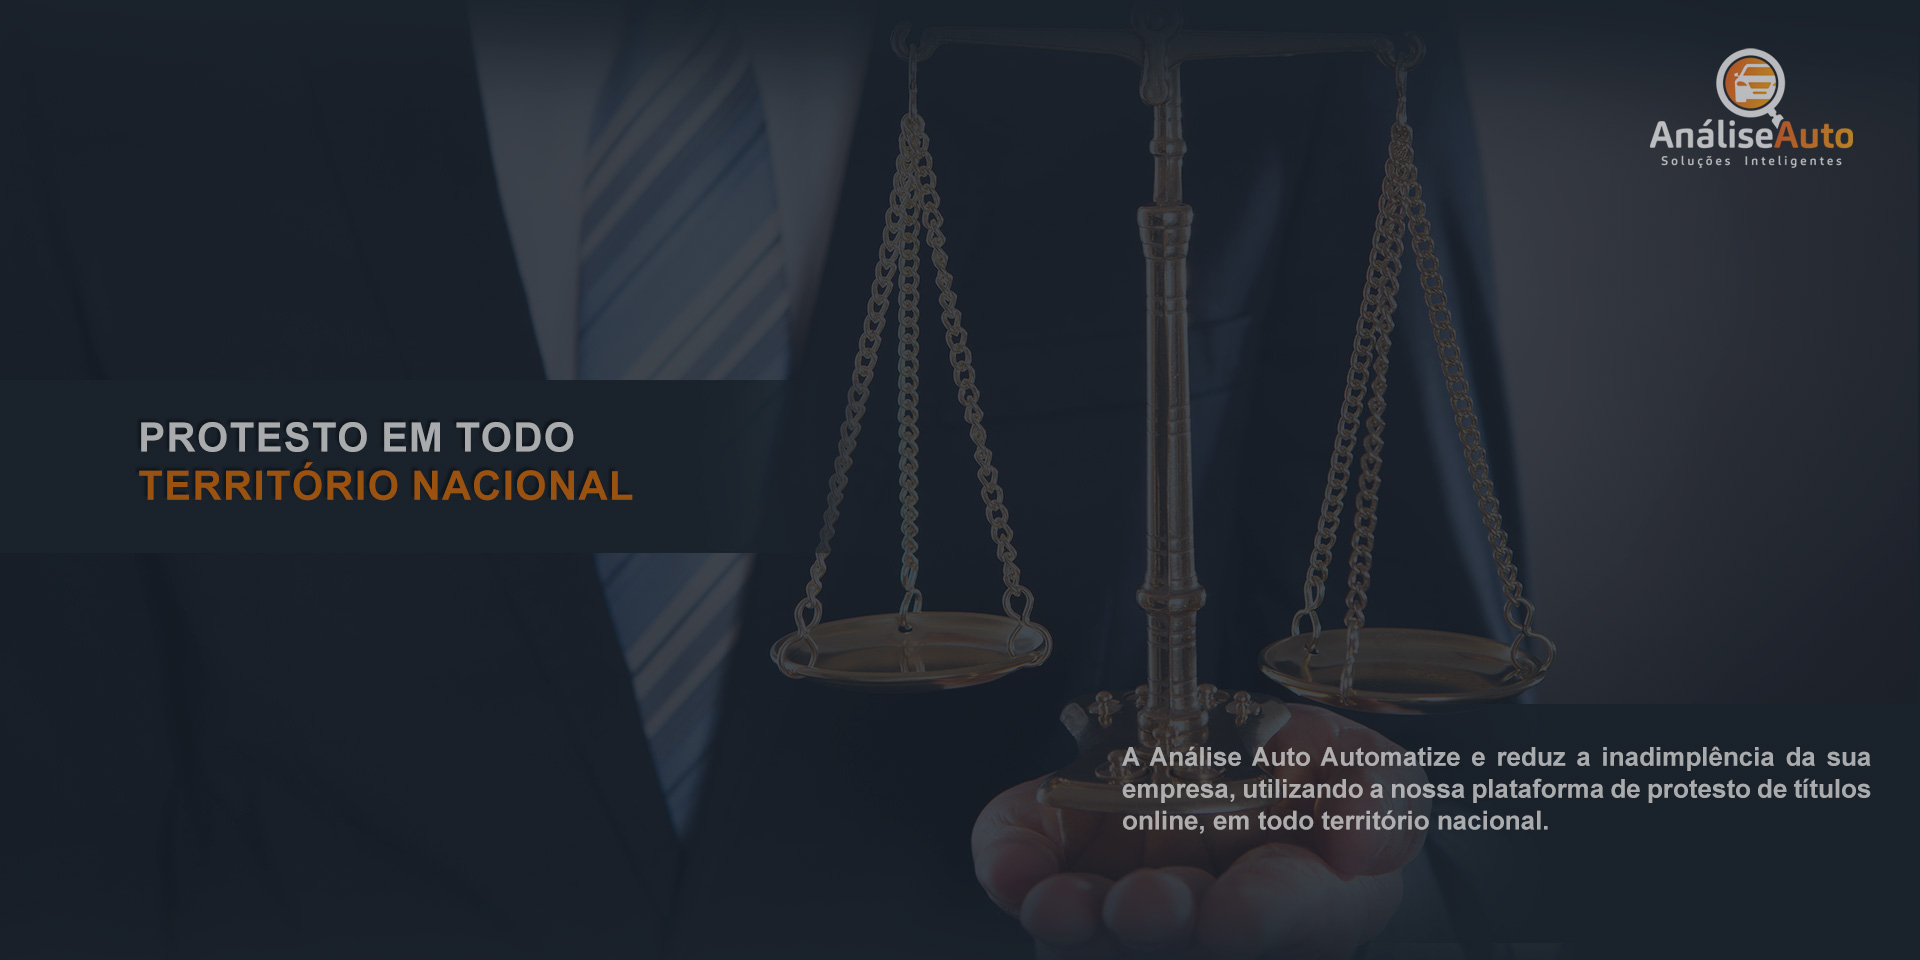 AnáliseAuto
Soluções Inteligentes
PROTESTO EM TODO
TERRITÓRIO NACIONAL
A Análise Auto Automatize e reduz a inadimplência da sua
empresa, utilizando a nossa plataforma de protesto de títulos
online, em todo território nacional.